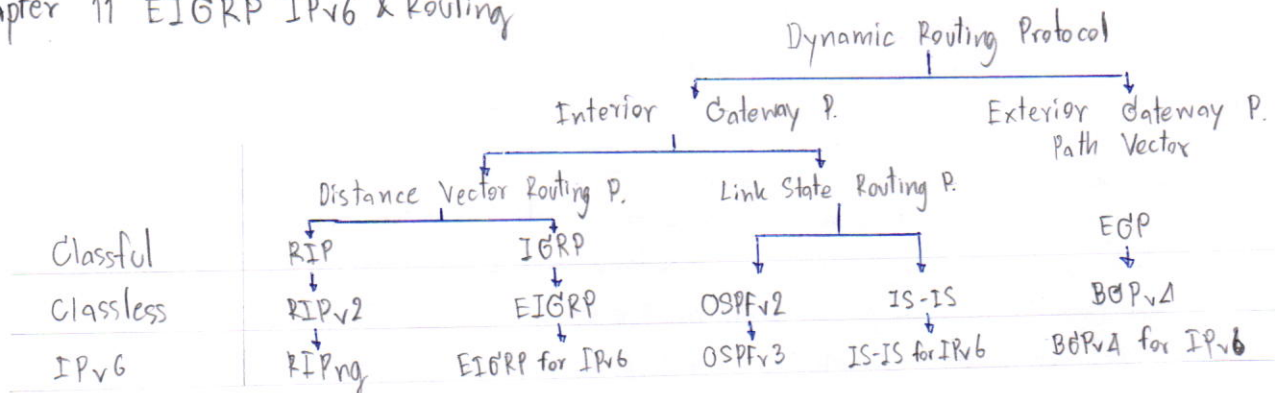 pter 11 EIGRP IPv6 & Routing
Dynamic Routing Protocol
Interior Gateway P.
Exterior Gateway P.
Path Vector
Distance Vector Routing P.
Link State Routing P.
Classful RIP IGRP EGP
Classless RIPv2 EIGRP OSPFv2 IS-IS BGPv4
IPv6 RIPng EIGRP for IPv6 OSPFv3 IS-IS for IPv6 BGPv4 for IPv6